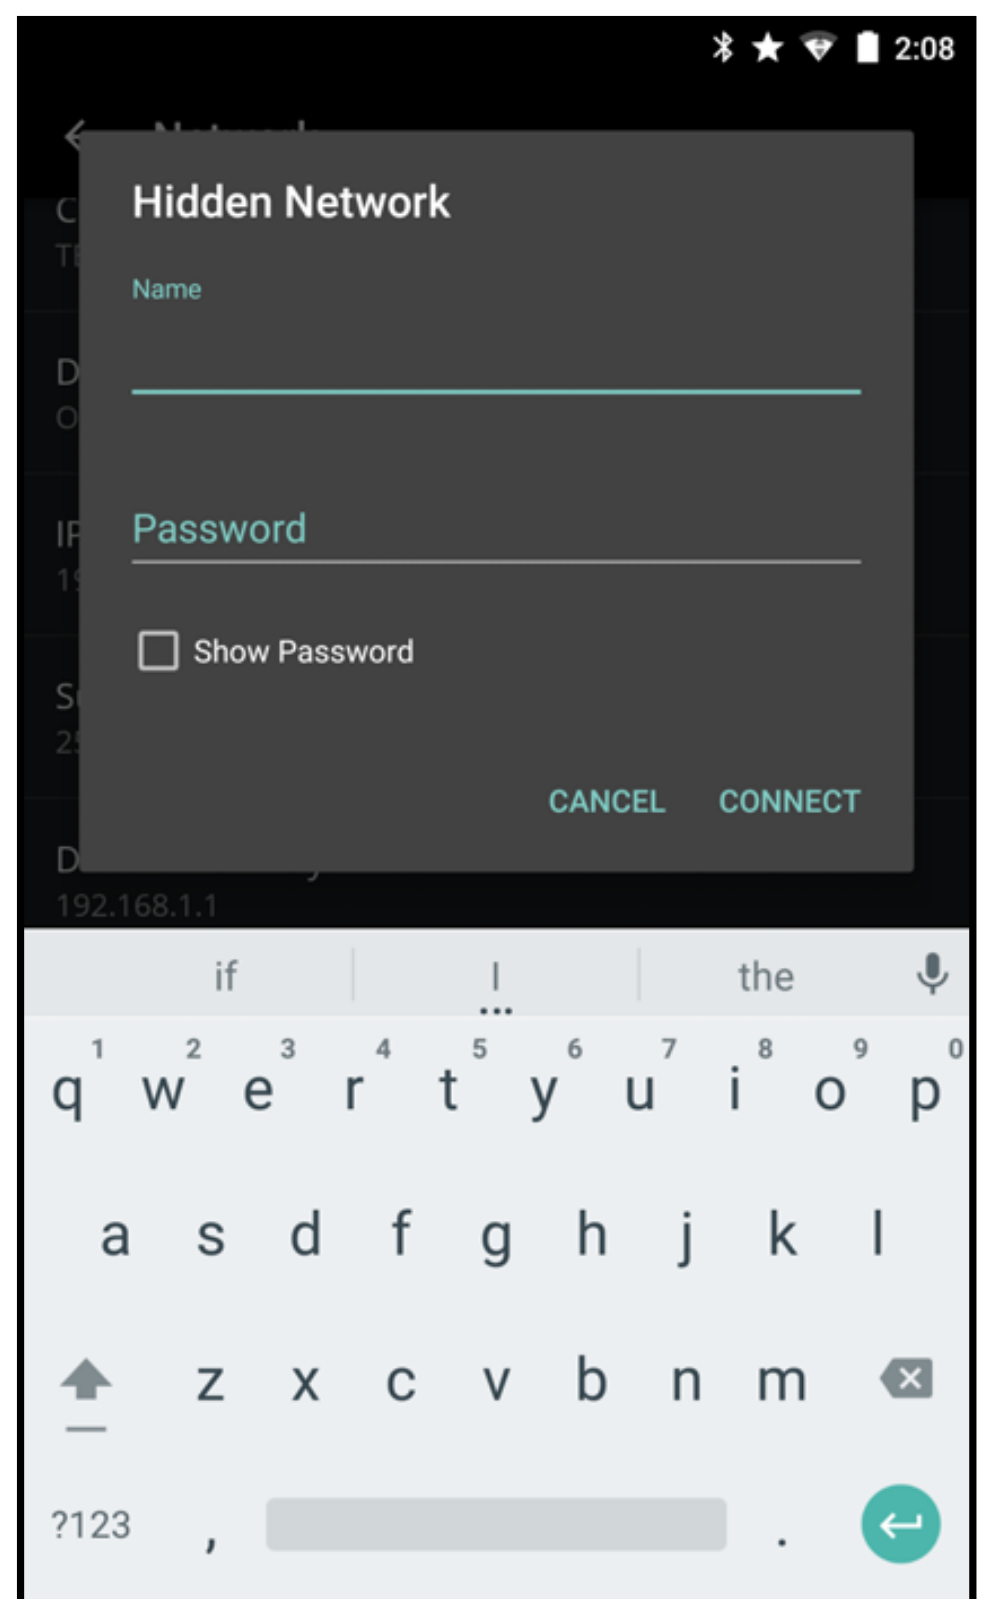 2:08
Network
Hidden Network
Name
Password
Show Password
CANCEL CONNECT
192.168.1.1
if I the
1 2 3 4 5 6 7 8 9 0
q w e r t y u i o p
a s d f g h j k l
z x c v b n m
?123 , .